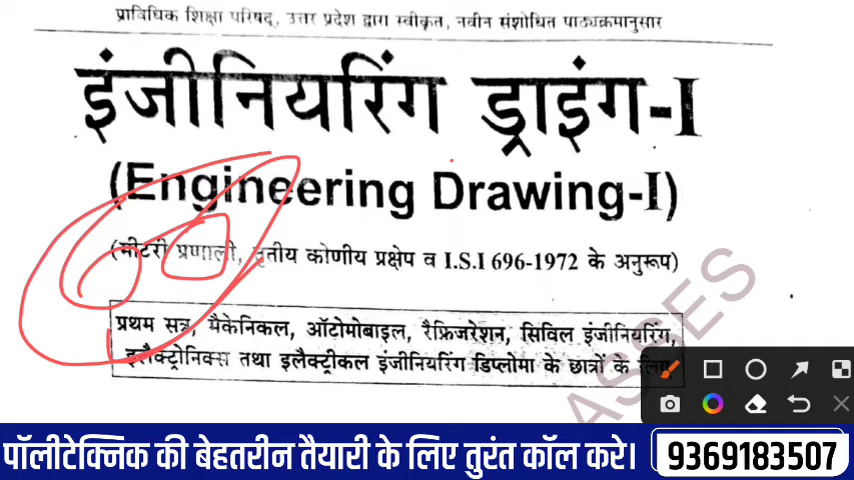 प्राविधिक शिक्षा परिषद्, उत्तर प्रदेश द्वारा स्वीकृत, नवीन संशोधित पाठ्यक्रमानुसार
इंजीनियरिंग ड्राइंग-I
(Engineering Drawing-I)
(मीटरी प्रणाली, तृतीय कोणीय प्रक्षेप व I.S.I 696-1972 के अनुरूप)
प्रथम सत्र, मैकेनिकल, ऑटोमोबाइल, रैफ्रिजरेशन, सिविल इंजीनियरिंग,
इलैक्ट्रोनिक्स तथा इलैक्ट्रीकल इंजीनियरिंग डिप्लोमा के छात्रों के लिए
ASSES
पॉलीटेक्निक की बेहतरीन तैयारी के लिए तुरंत कॉल करे। 9369183507